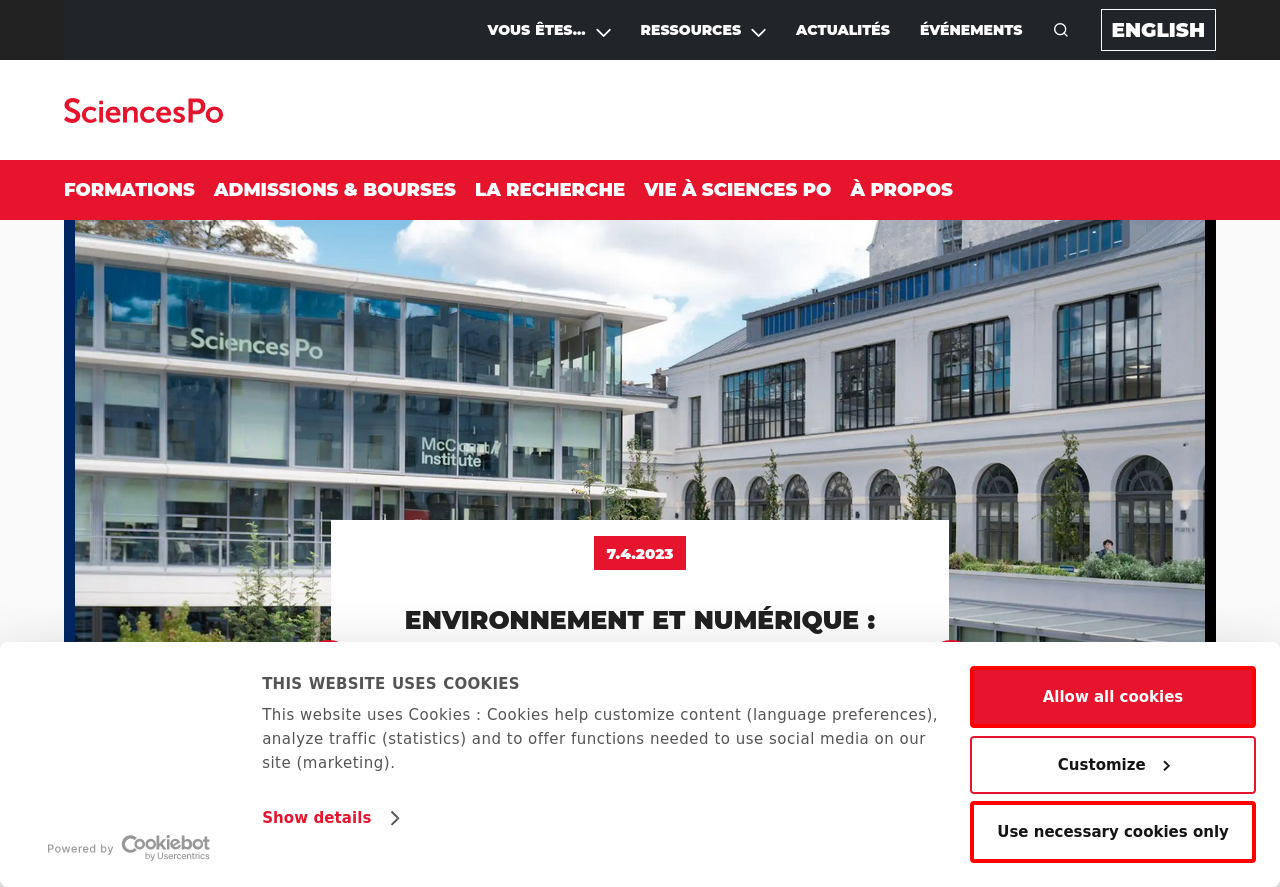 VOUS ÊTES...
RESSOURCES
ACTUALITÉS
ÉVÉNEMENTS
ENGLISH
SciencesPo
FORMATIONS
ADMISSIONS & BOURSES
LA RECHERCHE
VIE À SCIENCES PO
À PROPOS
Sciences Po
McCourt
Institute
7.4.2023
ENVIRONNEMENT ET NUMÉRIQUE :
THIS WEBSITE USES COOKIES
This website uses Cookies : Cookies help customize content (language preferences),
analyze traffic (statistics) and to offer functions needed to use social media on our
site (marketing).
Show details
Allow all cookies
Customize
Use necessary cookies only
Powered by Cookiebot
by Usercentrics